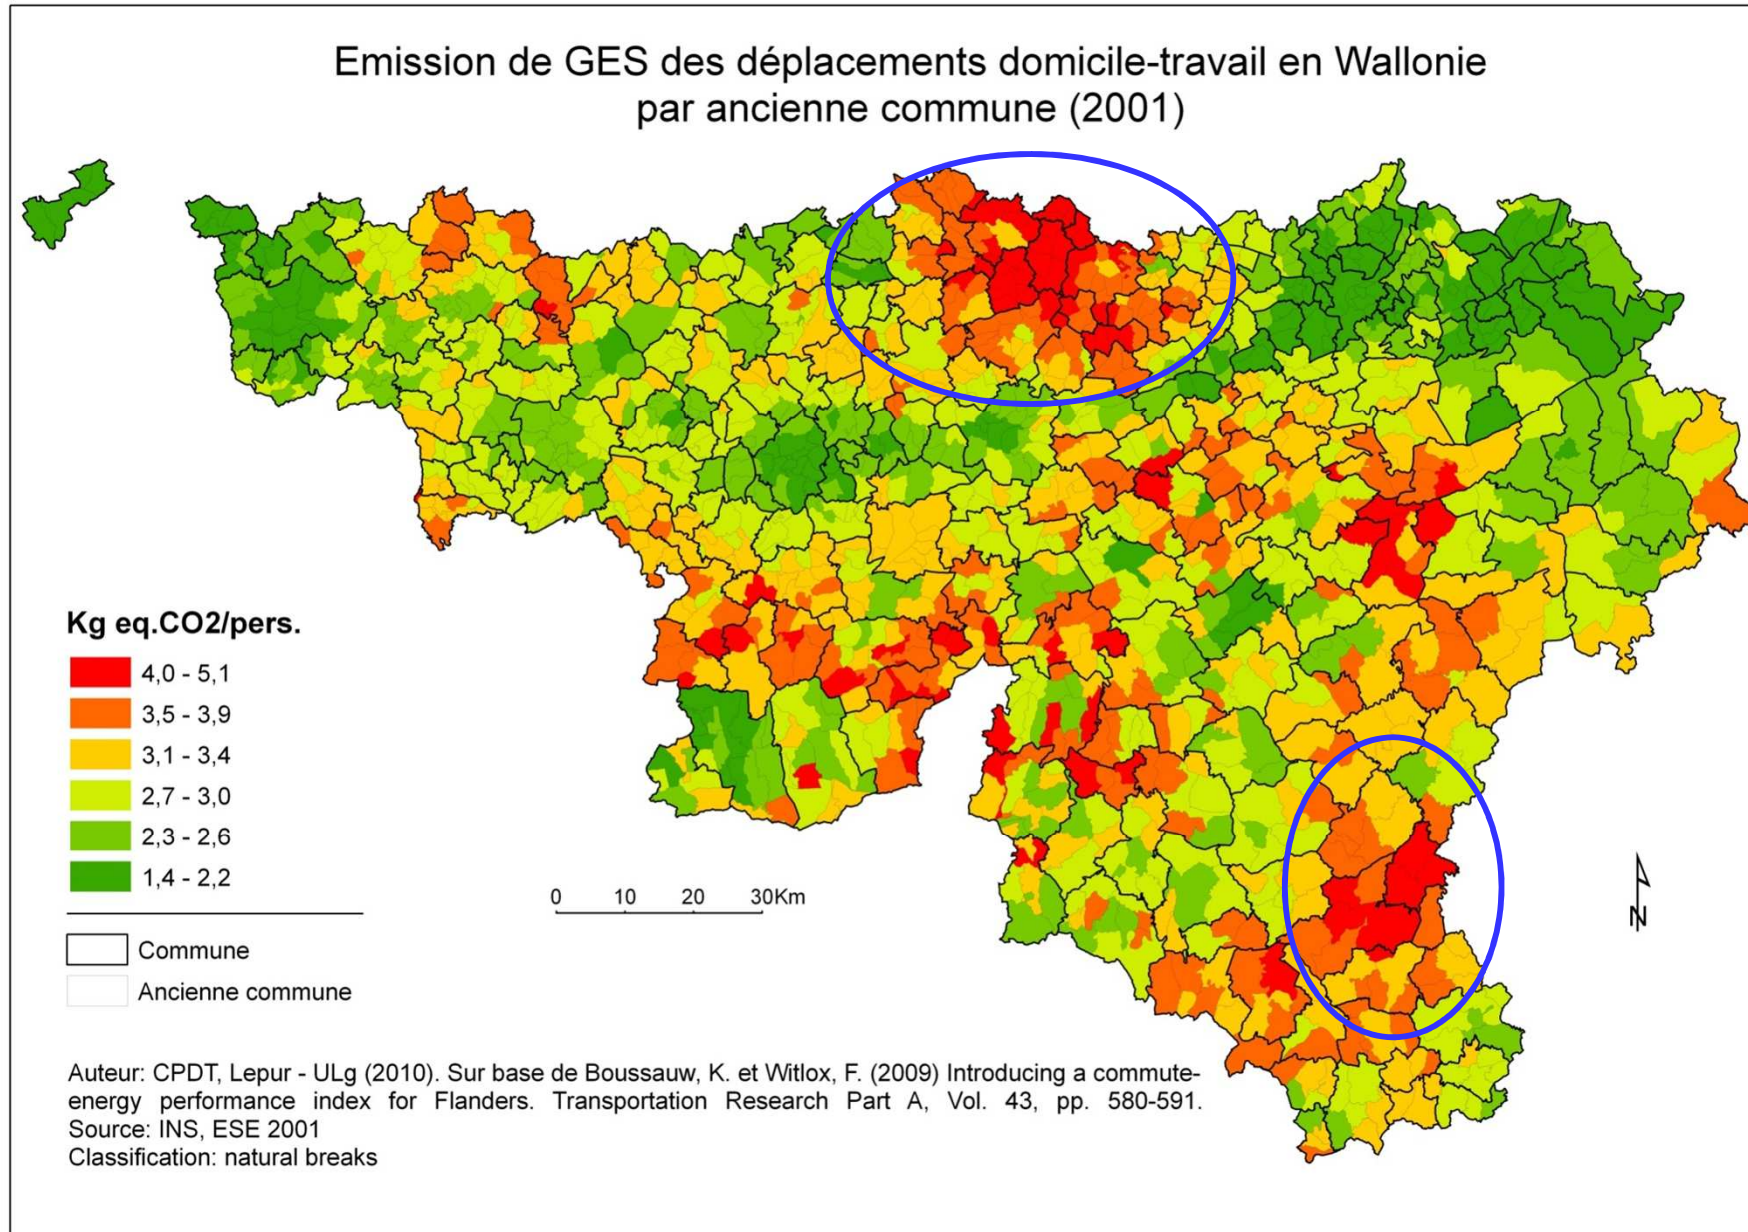 Emission de GES des déplacements domicile-travail en Wallonie
par ancienne commune (2001)
Kg eq.CO2/pers.
4,0 - 5,1
3,5 - 3,9
3,1 - 3,4
2,7 - 3,0
2,3 - 2,6
1,4 - 2,2
Commune
Ancienne commune
0 10 20 30Km
N
Auteur: CPDT, Lepur - ULg (2010). Sur base de Boussauw, K. et Witlox, F. (2009) Introducing a commute-
energy performance index for Flanders. Transportation Research Part A, Vol. 43, pp. 580-591.
Source: INS, ESE 2001
Classification: natural breaks